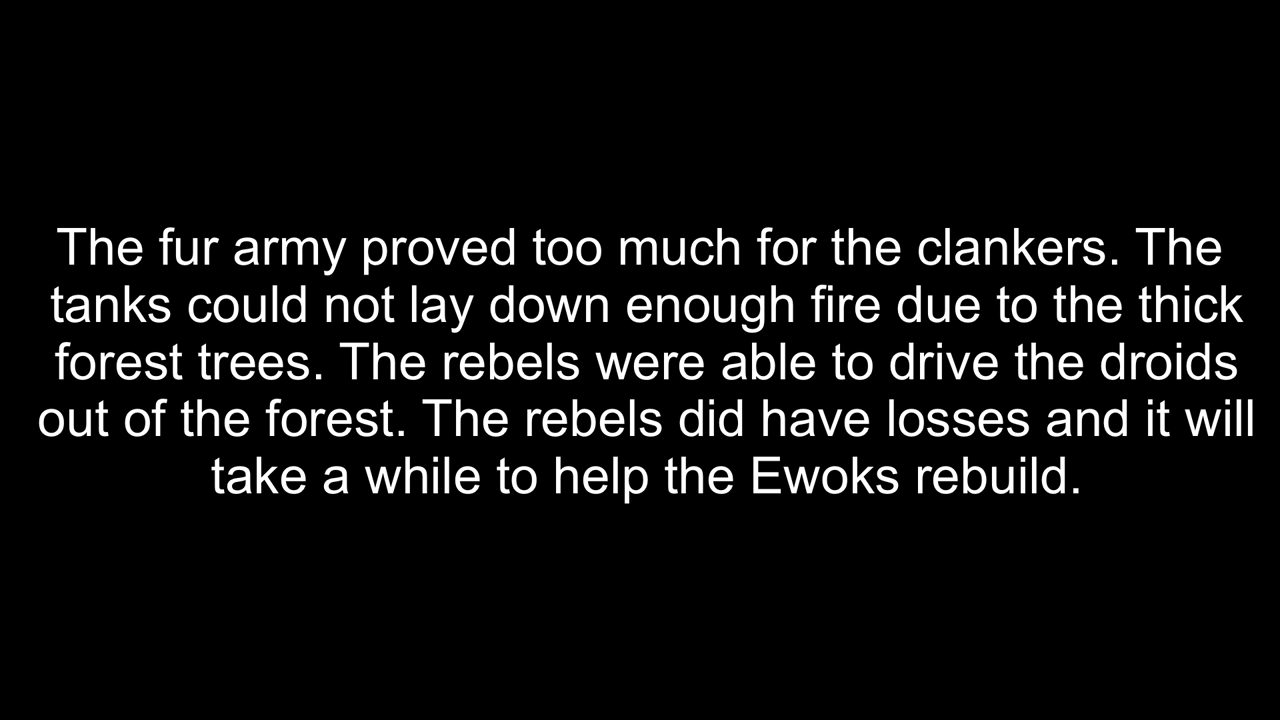 The fur army proved too much for the clankers. The
tanks could not lay down enough fire due to the thick
forest trees. The rebels were able to drive the droids
out of the forest. The rebels did have losses and it will
take a while to help the Ewoks rebuild.